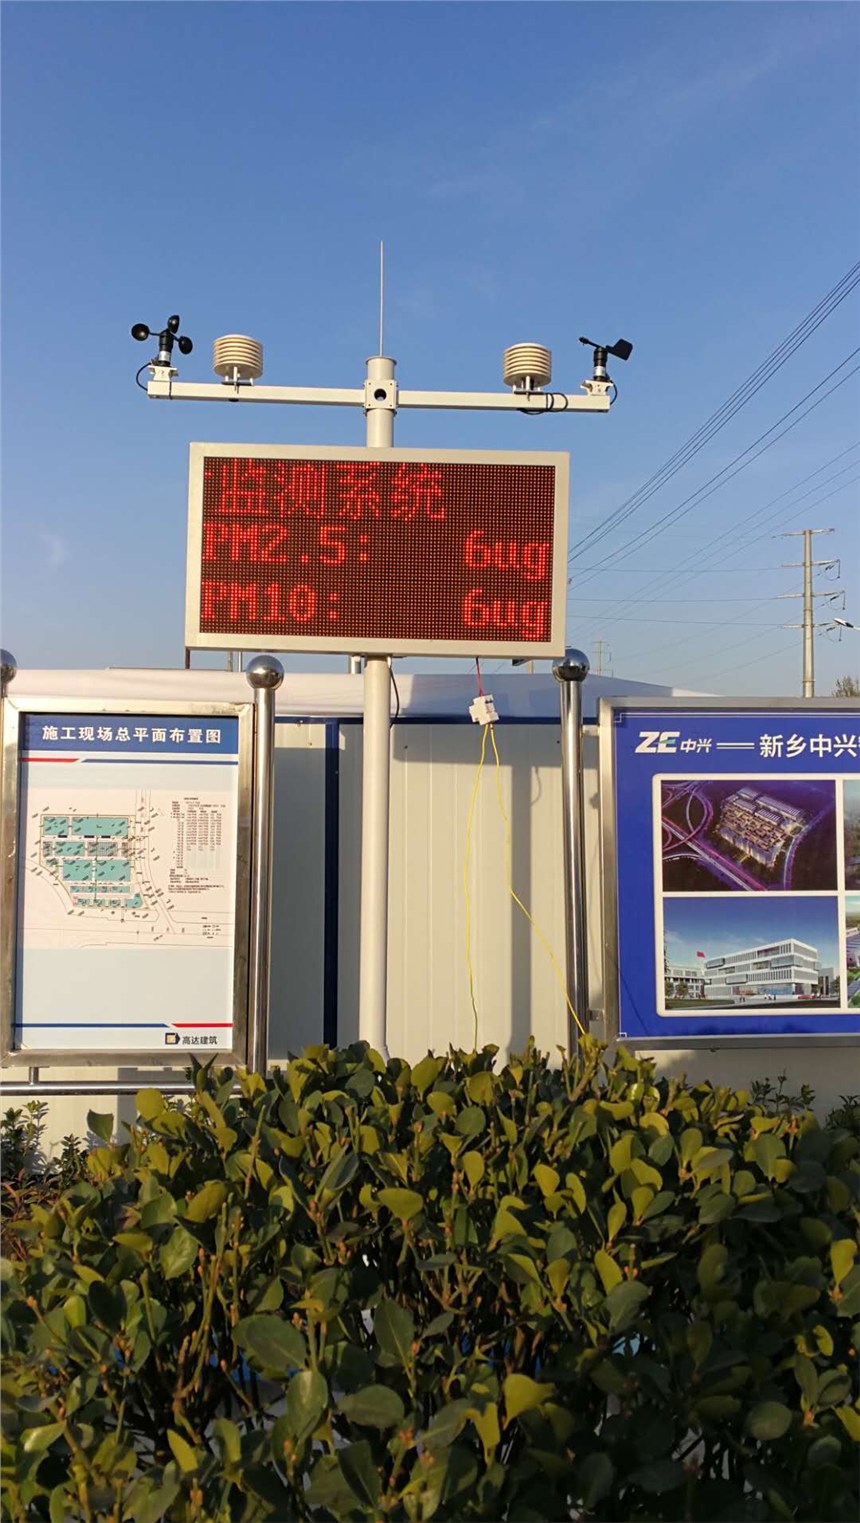 监测系统
PM2.5: 6ug
PM10: 6ug
施工现场总平面布置图
高达建筑
ZE中兴——新乡中兴